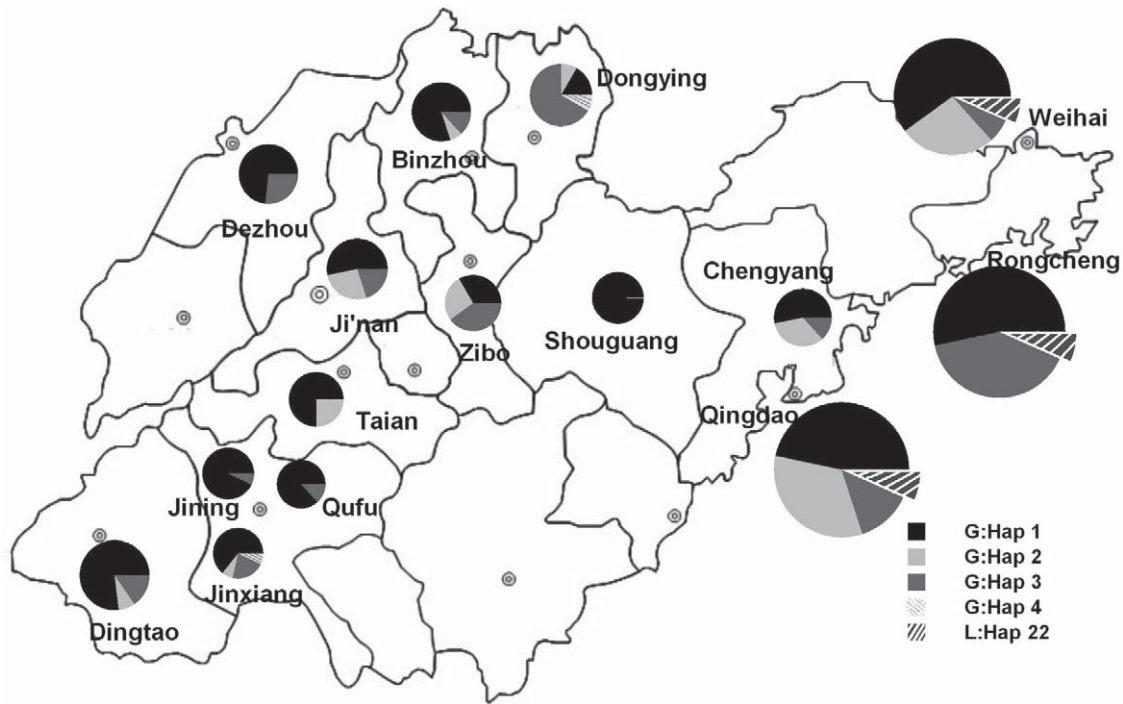 Dongying
Weihai
Binzhou
Dezhou
Rongcheng
Chengyang
Ji'nan
Zibo
Shouguang
Qingdao
Taian
Jining
Qufu
Jinxiang
Dingtao
G:Hap 1
G:Hap 2
G:Hap 3
G:Hap 4
L:Hap 22